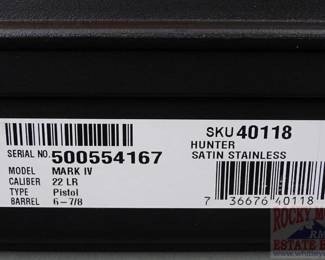 SERIAL NO. 500554167
MODEL MARK IV
CALIBER 22 LR
TYPE Pistol
BARREL 6-7/8
SKU 40118
HUNTER
SATIN STAINLESS
7 36676 40118
ROCKY M
ESTATE B